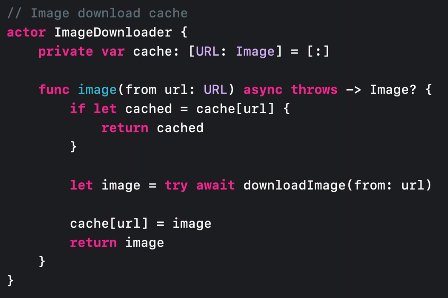 // Image download cache
actor ImageDownloader {
    private var cache: [URL: Image] = [:]

    func image(from url: URL) async throws -> Image? {
        if let cached = cache[url] {
            return cached
        }

        let image = try await downloadImage(from: url)

        cache[url] = image
        return image
    }
}